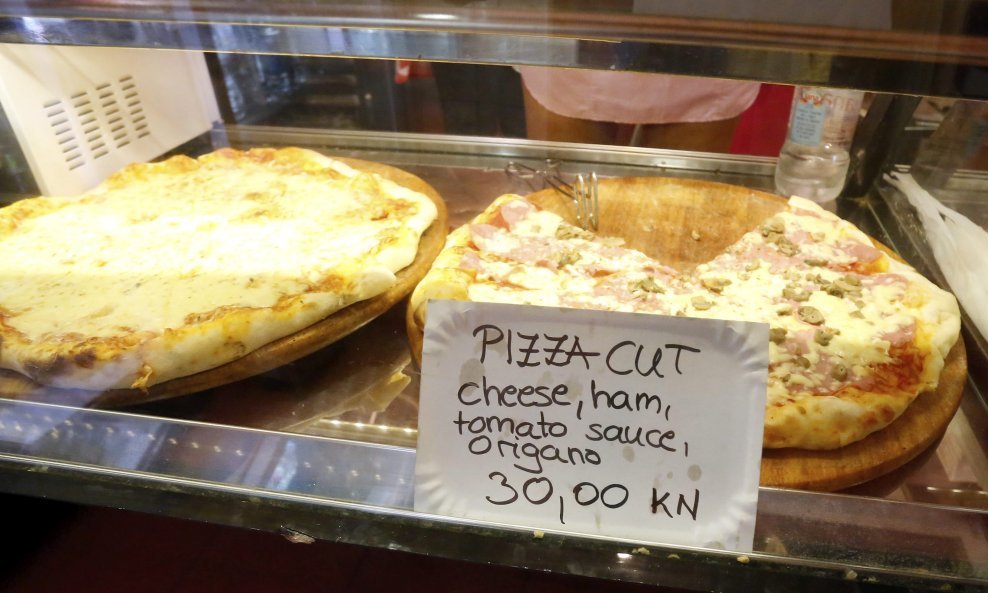 PIZZA CUT
cheese, ham,
tomato sauce,
origano
30,00 KN